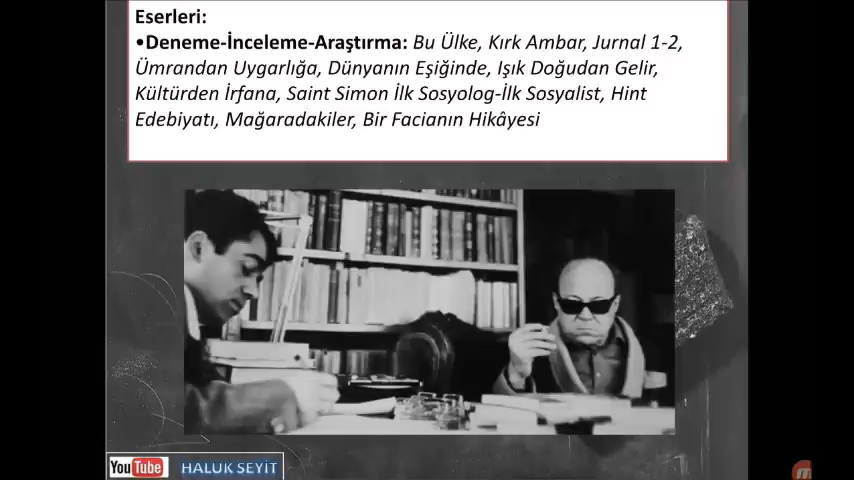 Eserleri:
•Deneme-İnceleme-Araştırma: Bu Ülke, Kırk Ambar, Jurnal 1-2,
Ümrandan Uygarlığa, Dünyanın Eşiğinde, Işık Doğudan Gelir,
Kültürden İrfana, Saint Simon İlk Sosyolog-İlk Sosyalist, Hint
Edebiyatı, Mağaradakiler, Bir Facianın Hikâyesi
YouTube HALUK SEYİT